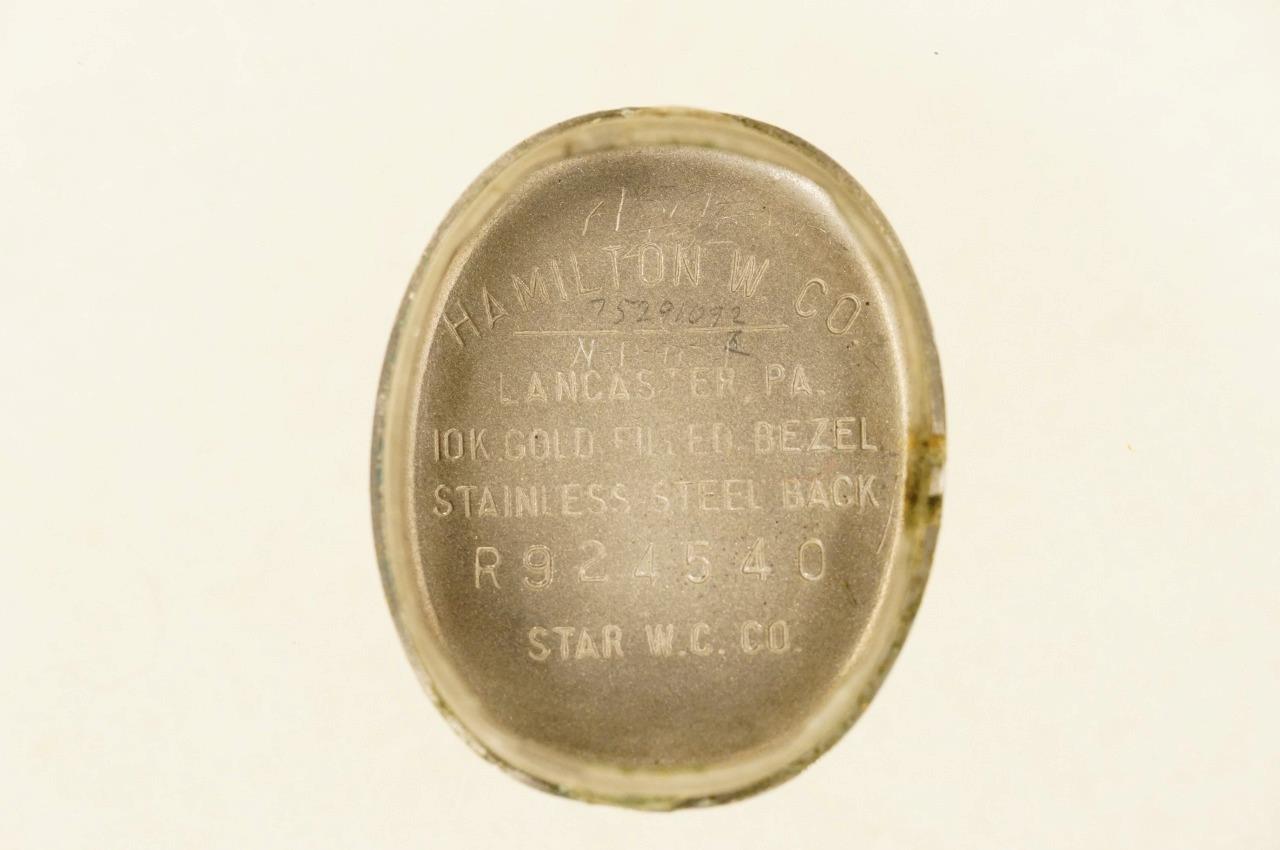 HAMILTON W. CO.
75291092
LANCASTER, PA.
10K. GOLD. FILLED. BEZEL
STAINLESS STEEL BACK
R924540
STAR W.C. CO.